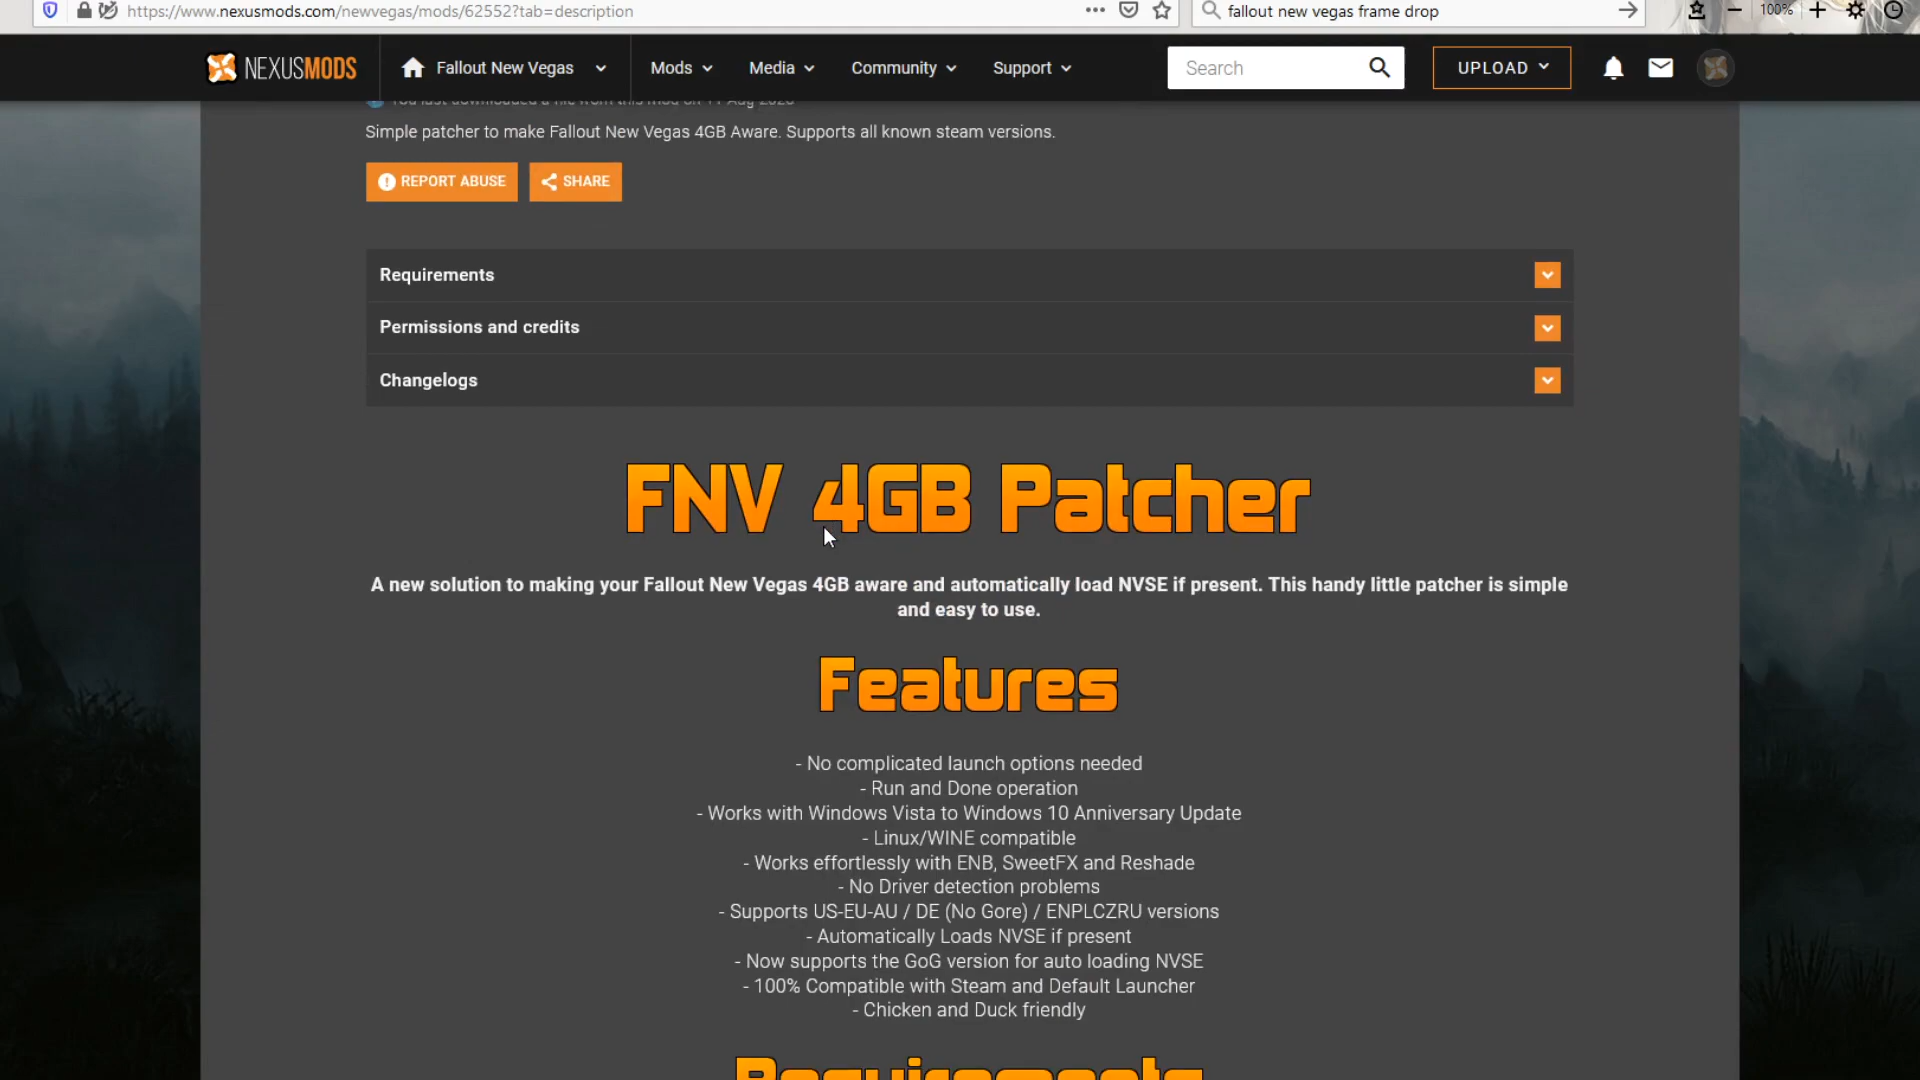 https://www.nexusmods.com/newvegas/mods/62552?tab=description
fallout new vegas frame drop
100%
NEXUSMODS
Fallout New Vegas
Mods
Media
Community
Support
Search
UPLOAD
Simple patcher to make Fallout New Vegas 4GB Aware. Supports all known steam versions.
REPORT ABUSE
SHARE
Requirements
Permissions and credits
Changelogs
FNV 4GB Patcher
A new solution to making your Fallout New Vegas 4GB aware and automatically load NVSE if present. This handy little patcher is simple
and easy to use.
Features
- No complicated launch options needed
- Run and Done operation
- Works with Windows Vista to Windows 10 Anniversary Update
- Linux/WINE compatible
- Works effortlessly with ENB, SweetFX and Reshade
- No Driver detection problems
- Supports US-EU-AU / DE (No Gore) / ENPLCZRU versions
- Automatically Loads NVSE if present
- Now supports the GoG version for auto loading NVSE
- 100% Compatible with Steam and Default Launcher
- Chicken and Duck friendly
Requirements